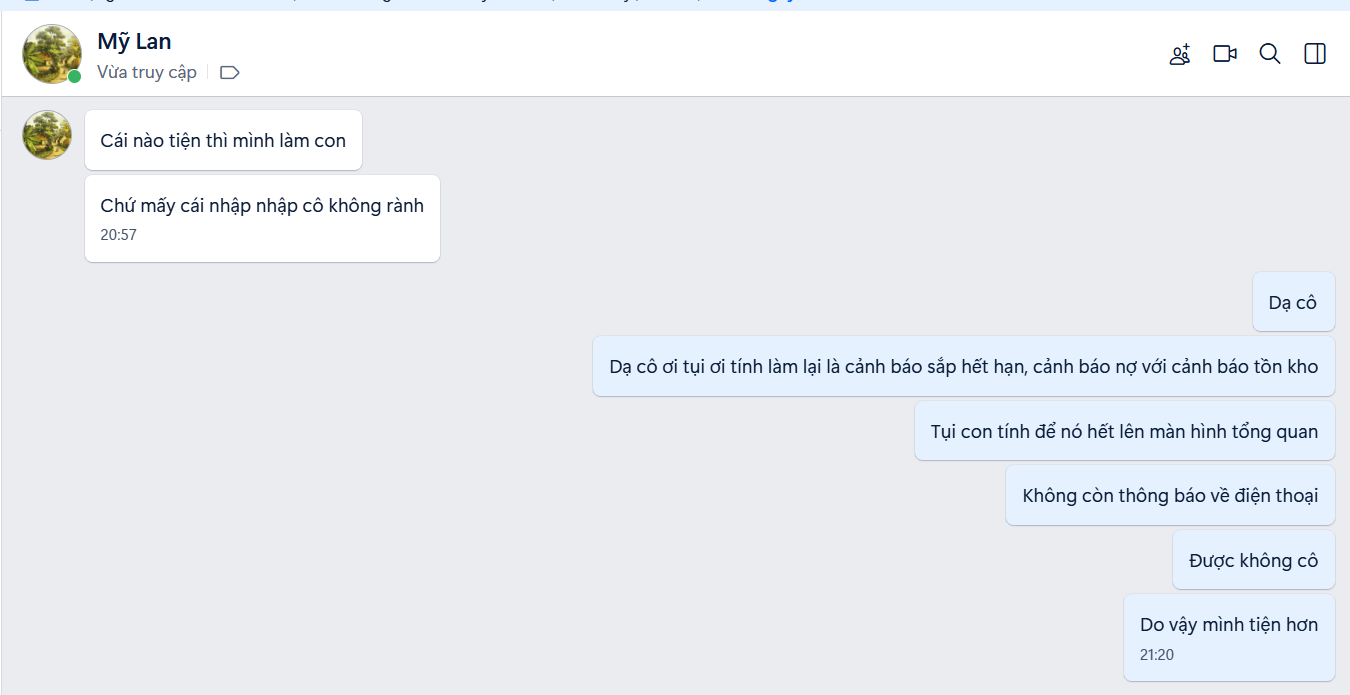 Mỹ Lan
Vừa truy cập
Cái nào tiện thì mình làm con
Chứ mấy cái nhập nhập cô không rành
20:57
Dạ cô
Dạ cô ơi tụi ơi tính làm lại là cảnh báo sắp hết hạn, cảnh báo nợ với cảnh báo tồn kho
Tụi con tính để nó hết lên màn hình tổng quan
Không còn thông báo về điện thoại
Được không cô
Do vậy mình tiện hơn
21:20